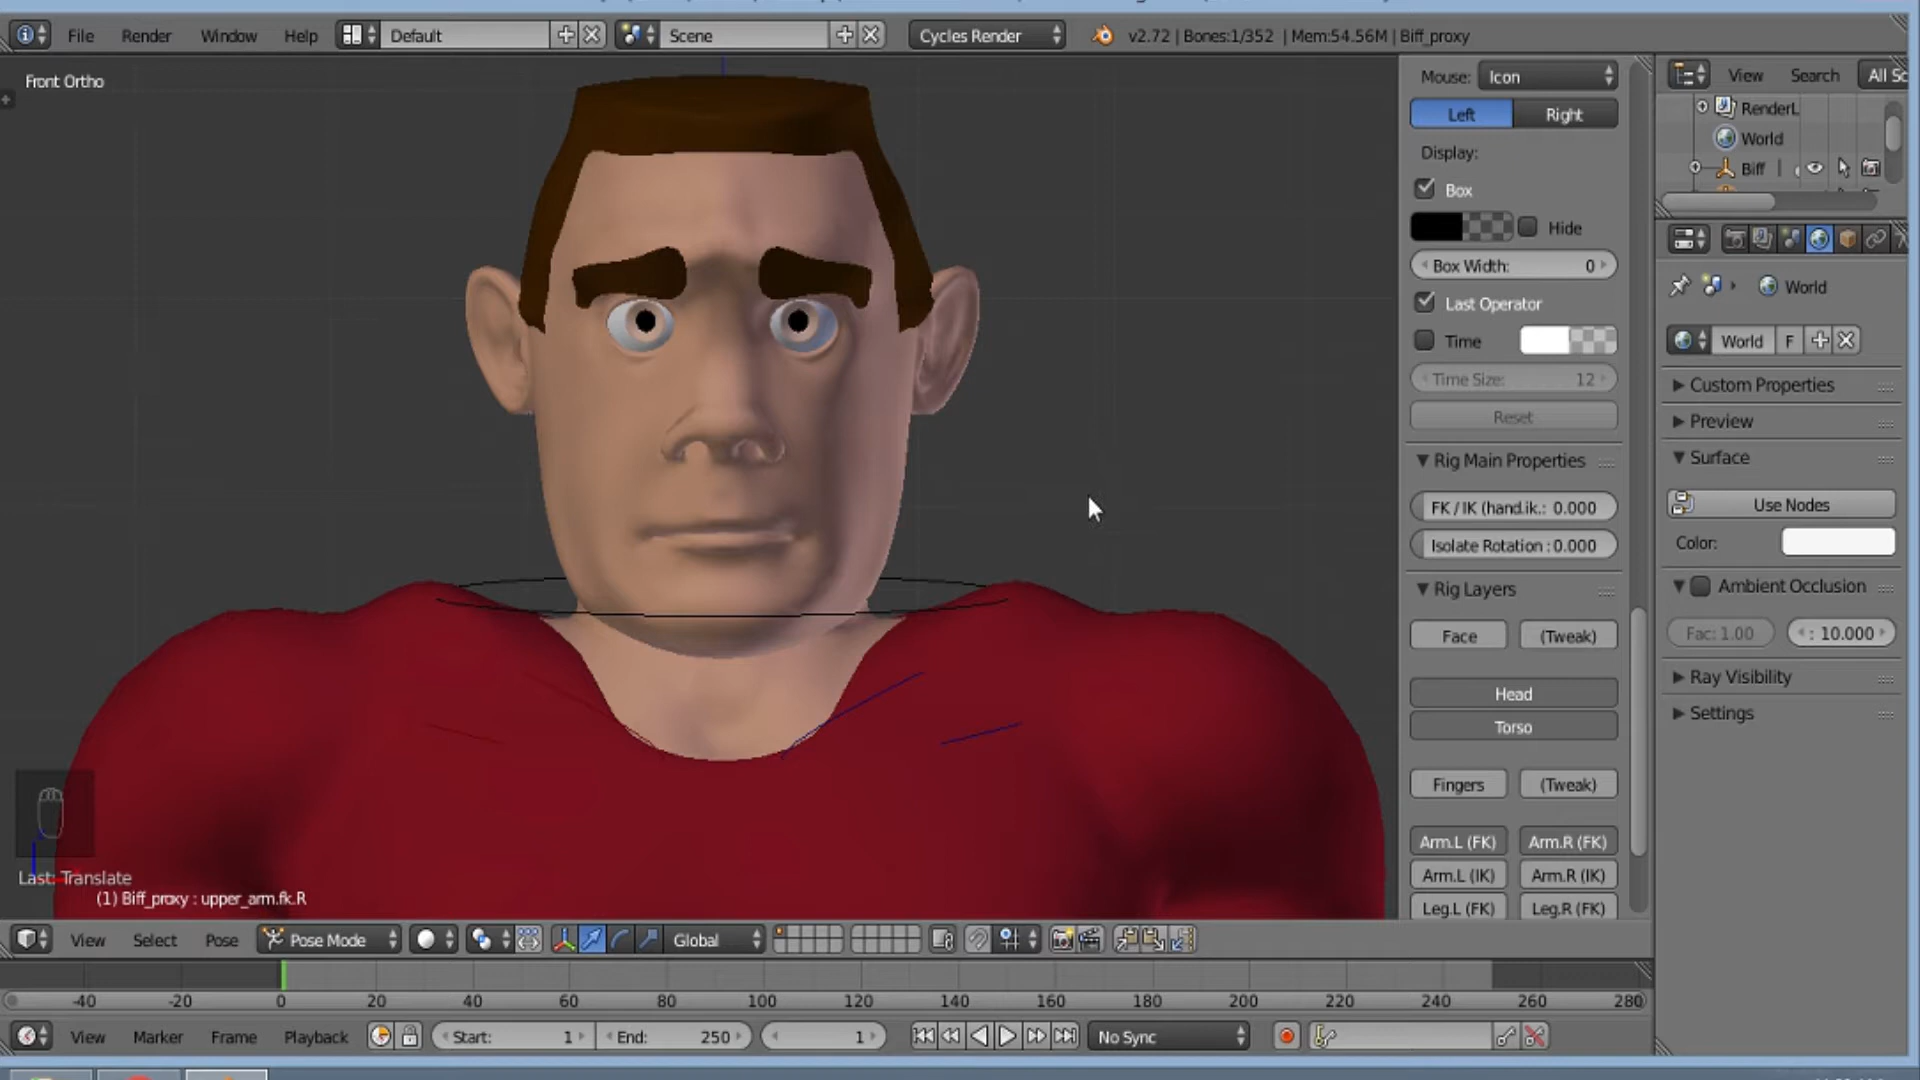 File Render Window Help Default Scene Cycles Render v2.72 | Bones:1/352 | Mem:54.56M | Biff_proxy
Front Ortho
Mouse: Icon
Left Right
Display:
Box
Hide
Box Width: 0
Last Operator
Time
Time Size: 12
Reset
Rig Main Properties
FK / IK (hand.ik.: 0.000
Isolate Rotation : 0.000
Rig Layers
Face (Tweak)
Head
Torso
Fingers (Tweak)
Arm.L (FK) Arm.R (FK)
Arm.L (IK) Arm.R (IK)
Leg.L (FK) Leg.R (FK)
View Search All Sc
RenderL
World
Biff |
World
World F
Custom Properties
Preview
Surface
Use Nodes
Color:
Ambient Occlusion
Fac: 1.00 : 10.000
Ray Visibility
Settings
Last: Translate
(1) Biff_proxy : upper_arm.fk.R
View Select Pose Pose Mode Global
-40 -20 0 20 40 60 80 100 120 140 160 180 200 220 240 260 280
View Marker Frame Playback Start: 1 End: 250 1 No Sync